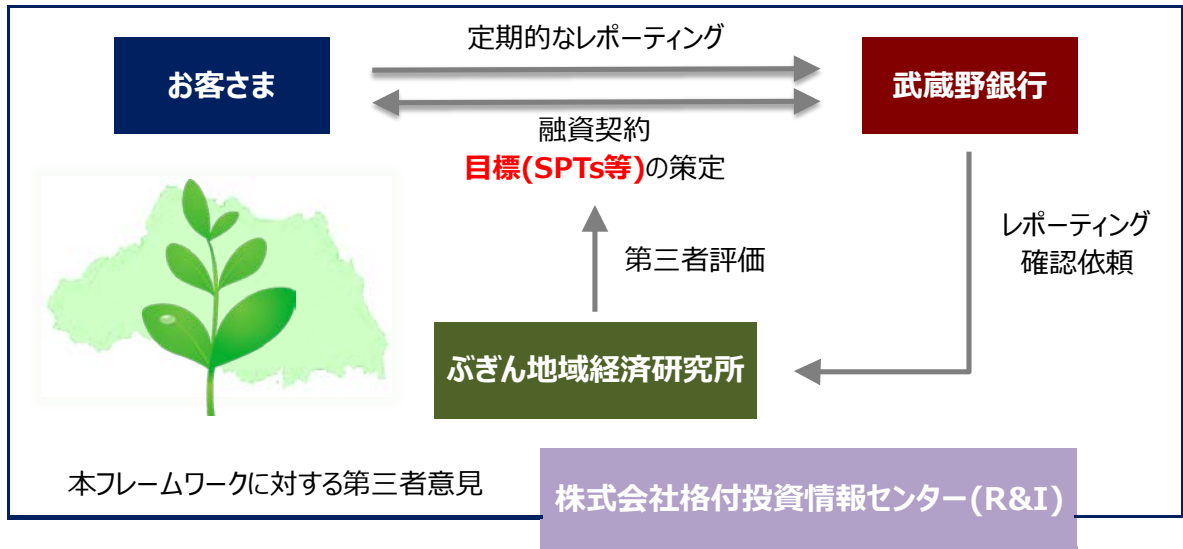 定期的なレポーティング
お客さま
武蔵野銀行
融資契約
目標(SPTs等)の策定
第三者評価
レポーティング
確認依頼
ぶぎん地域経済研究所
本フレームワークに対する第三者意見
株式会社格付投資情報センター(R&I)